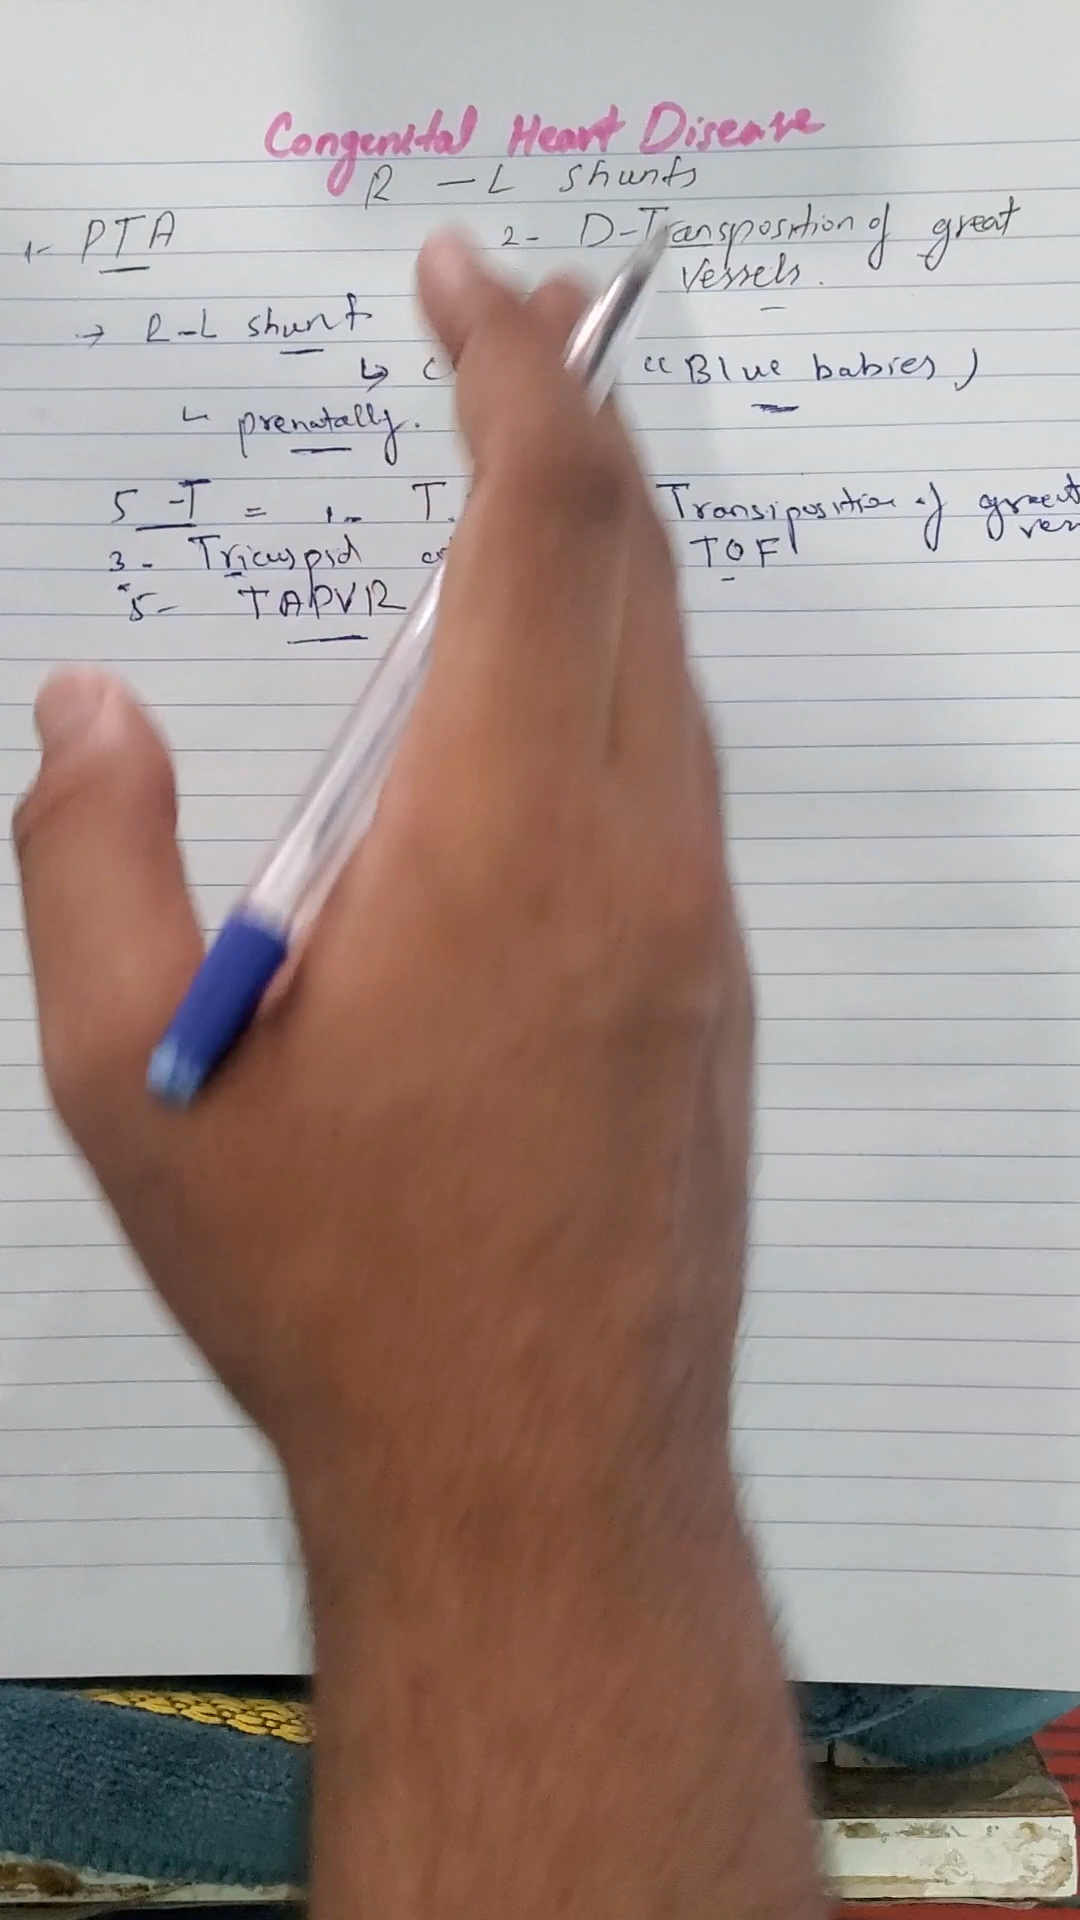 Congenital Heart Disease
R - L shunts
1- PTA 2- D-Transposition of great
Vessels.
→ R-L shunt
↳ "Blue babies)
prenatally.
5 -T = 1- T. Transiposition of great
3- Tricuspid TOF
5- TAPVR